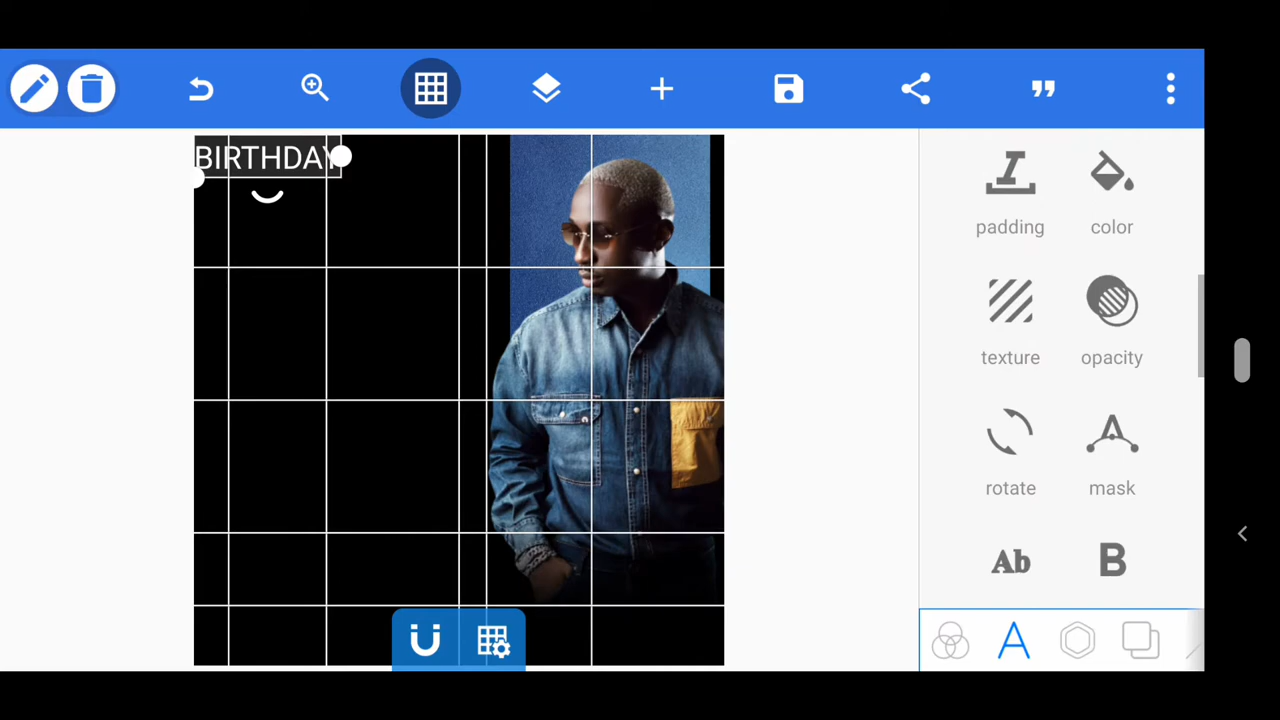 BIRTHDAY
padding
color
texture
opacity
rotate
mask
Ab
B
A